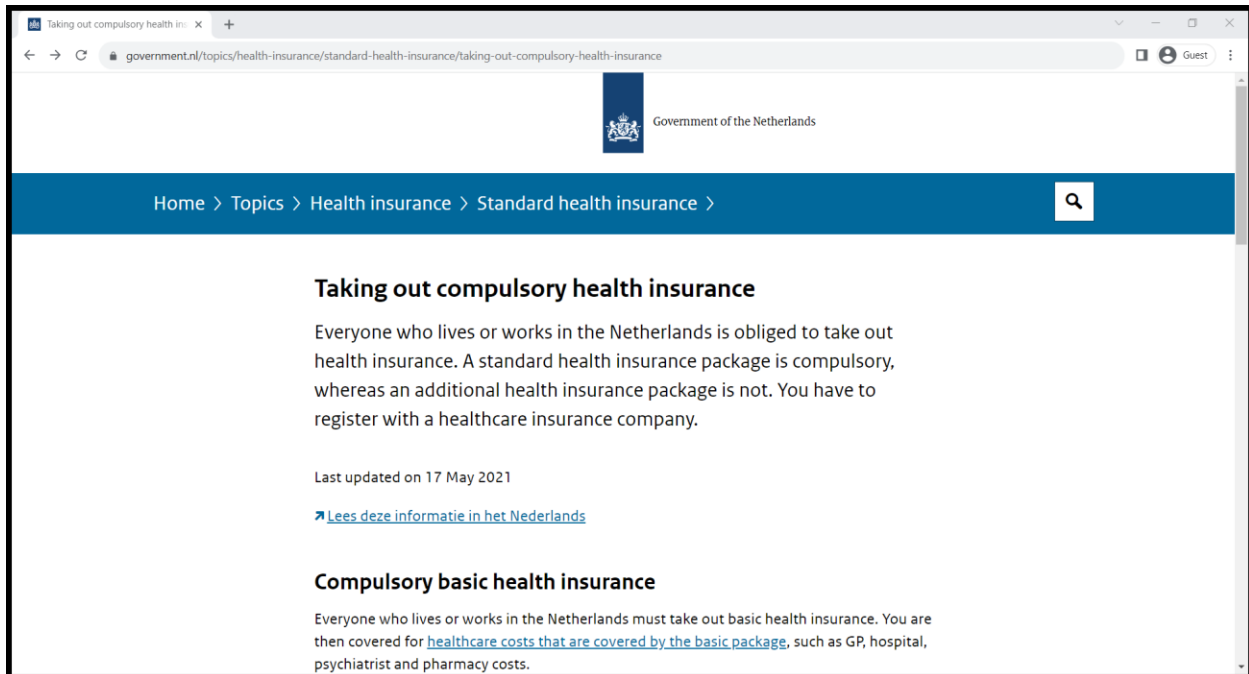 Taking out compulsory health ins
government.nl/topics/health-insurance/standard-health-insurance/taking-out-compulsory-health-insurance
Guest
Government of the Netherlands
Home > Topics > Health insurance > Standard health insurance >
Taking out compulsory health insurance
Everyone who lives or works in the Netherlands is obliged to take out
health insurance. A standard health insurance package is compulsory,
whereas an additional health insurance package is not. You have to
register with a healthcare insurance company.
Last updated on 17 May 2021
Lees deze informatie in het Nederlands
Compulsory basic health insurance
Everyone who lives or works in the Netherlands must take out basic health insurance. You are
then covered for healthcare costs that are covered by the basic package, such as GP, hospital,
psychiatrist and pharmacy costs.